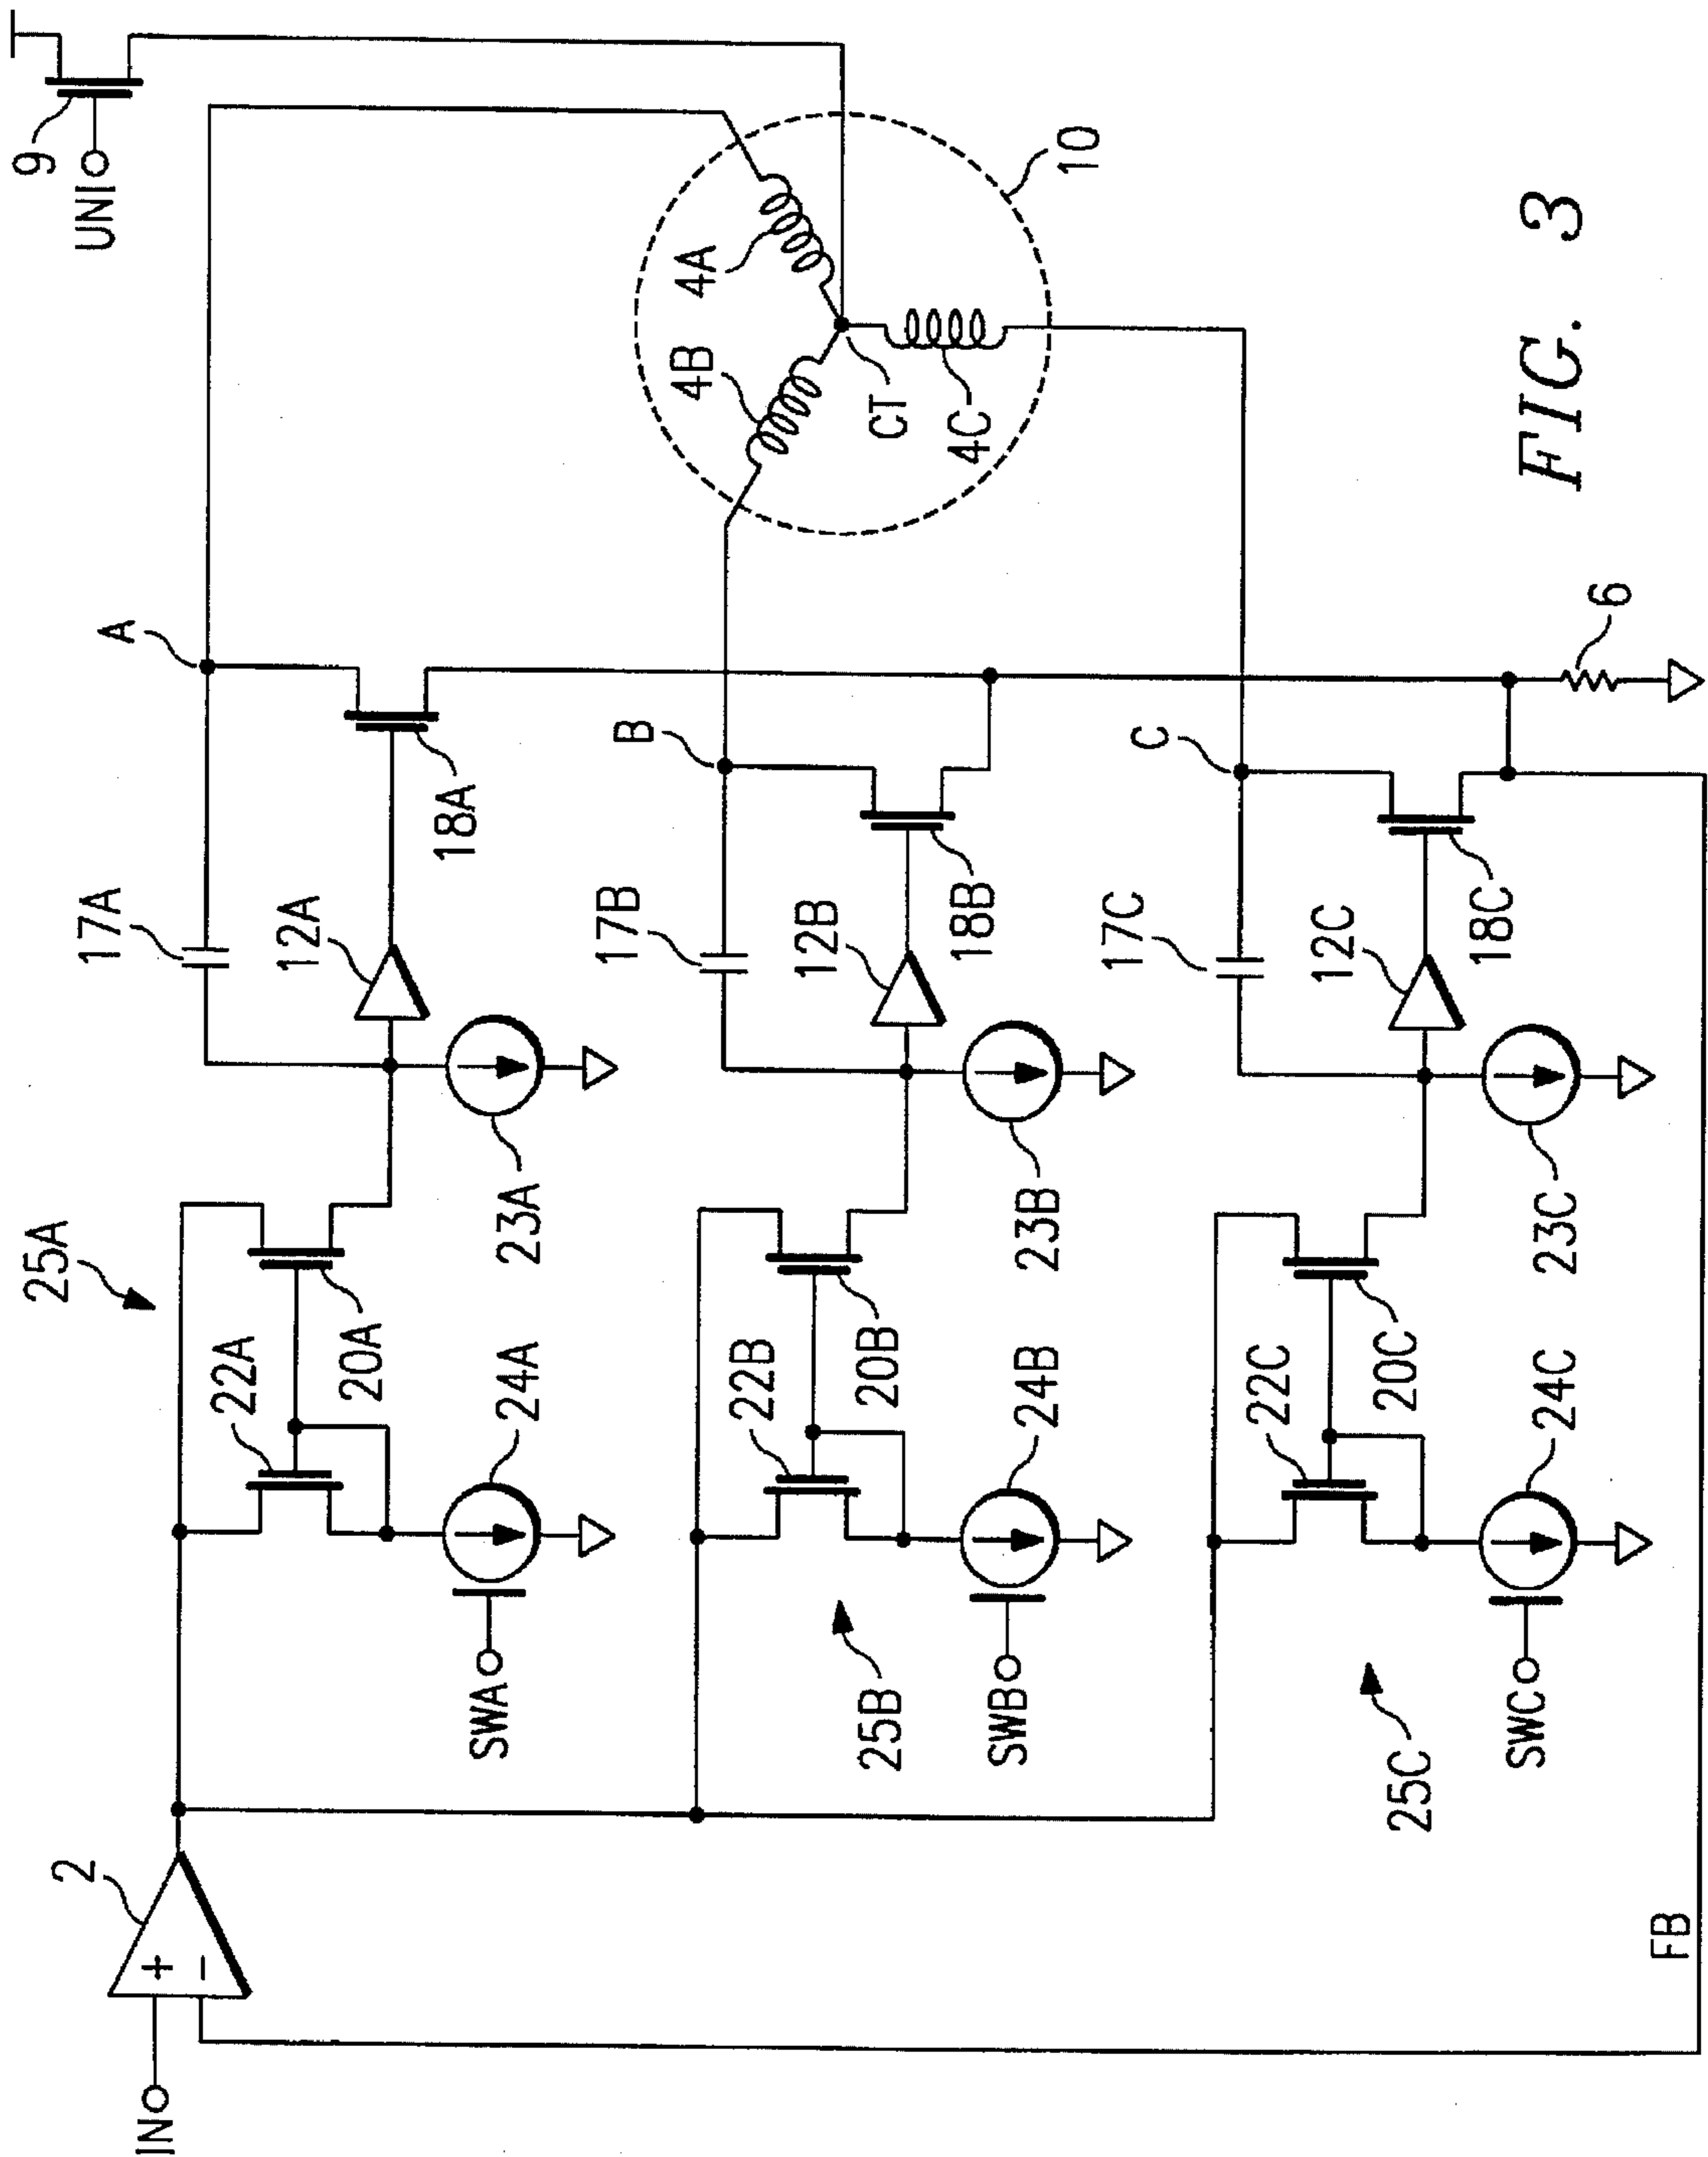 9
UNI
A
17A
25A
12A
22A
18A
20A
23A
24A
SWA
2
+
−
IN
4A
4B
10
CT
4C
B
17B
12B
22B
18B
20B
23B
24B
25B
SWB
C
17C
12C
22C
18C
20C
23C
24C
25C
SWC
6
FB
FIG. 3